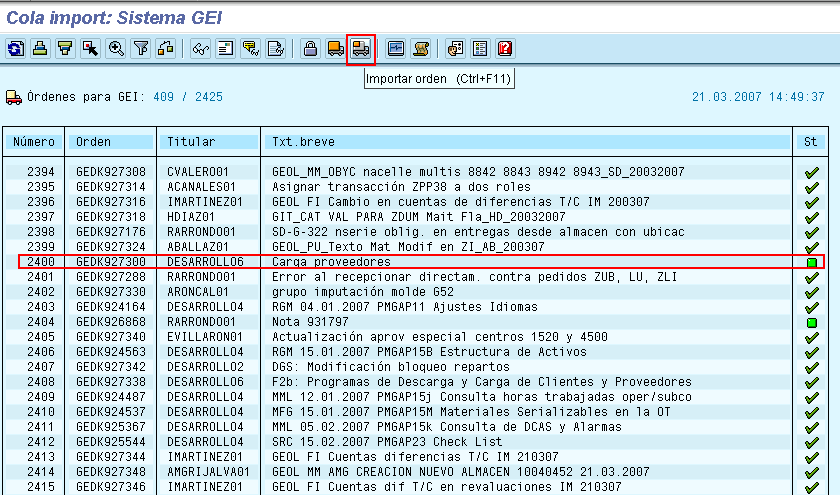 Cola import: Sistema GEI
Importar orden (Ctrl+F11)
Órdenes para GEI: 409 / 2425 21.03.2007 14:49:37
Número Orden Titular Txt.breve St
2394 GEDK927308 CVALERO01 GEOL_MM_OBYC nacelle multis 8842 8843 8942 8943_SD_20032007
2395 GEDK927314 ACANALES01 Asignar transacción ZPP38 a dos roles
2396 GEDK927316 IMARTINEZ01 GEOL FI Cambio en cuentas de diferencias T/C IM 200307
2397 GEDK927318 HDIAZ01 GIT_CAT VAL PARA ZDUM Mait Fla_HD_20032007
2398 GEDK927176 RARRONDO01 SD-G-322 nserie oblig. en entregas desde almacen con ubicac
2399 GEDK927324 ABALLAZ01 GEOL_PU_Texto Mat Modif en ZI_AB_200307
2400 GEDK927300 DESARROLLO6 Carga proveedores
2401 GEDK927288 RARRONDO01 Error al recepcionar directam. contra pedidos ZUB, LU, ZLI
2402 GEDK927330 ARONCAL01 grupo imputación molde G52
2403 GEDK924164 DESARROLLO4 RGM 04.01.2007 PMGAP11 Ajustes Idiomas
2404 GEDK926868 RARRONDO01 Nota 931797
2405 GEDK927340 EVILLARON01 Actualización aprov especial centros 1520 y 4500
2406 GEDK924563 DESARROLLO4 RGM 15.01.2007 PMGAP15B Estructura de Activos
2407 GEDK927342 DESARROLLO2 DGS: Modificación bloqueo repartos
2408 GEDK927338 DESARROLLO6 F2b: Programas de Descarga y Carga de Clientes y Proveedores
2409 GEDK924487 DESARROLLO4 MML 12.01.2007 PMGAP15j Consulta horas trabajadas oper/subco
2410 GEDK924537 DESARROLLO4 MFG 15.01.2007 PMGAP15M Materiales Serializables en la OT
2411 GEDK925367 DESARROLLO4 MML 05.02.2007 PMGAP15k Consulta de DCAS y Alarmas
2412 GEDK925544 DESARROLLO4 SRC 15.02.2007 PMGAP23 Check List
2413 GEDK927344 IMARTINEZ01 GEOL FI Cuentas diferencias T/C IM 210307
2414 GEDK927348 AMGRIJALVA01 GEOL MM AMG CREACION NUEVO ALMACEN 10040452 21.03.2007
2415 GEDK927346 IMARTINEZ01 GEOL FI Cuentas dif T/C en revaluaciones IM 210307